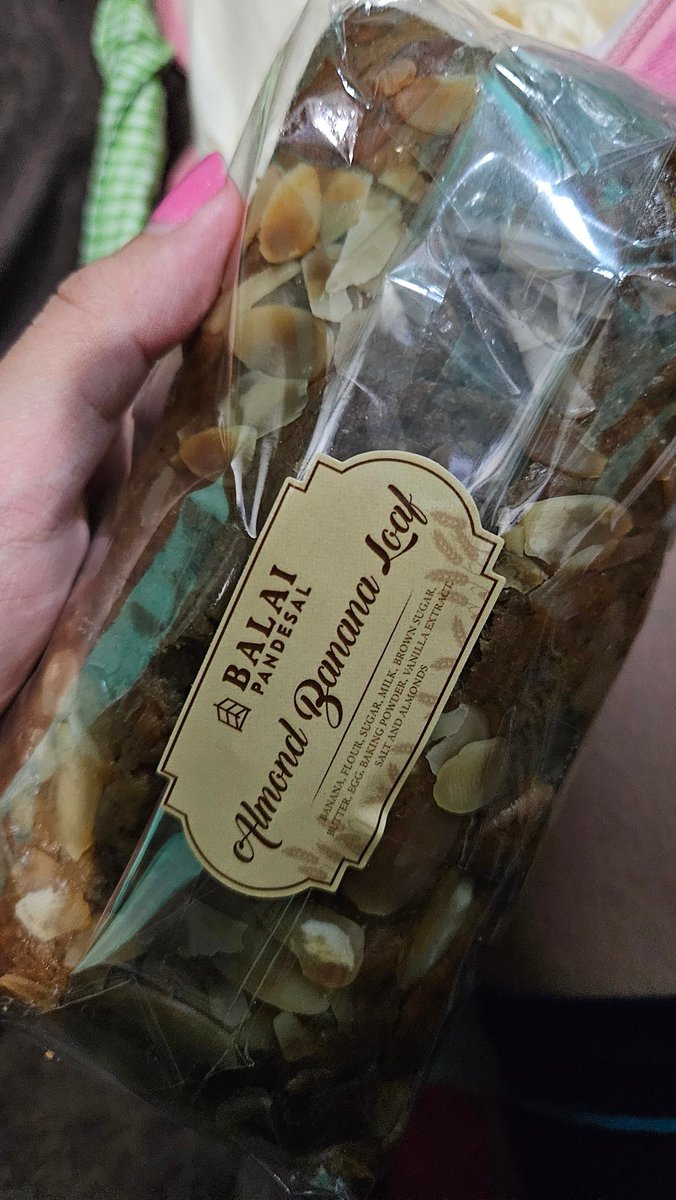 BALAI
PANDESAL
Almond Banana Loaf
BANANA, FLOUR, SUGAR, MILK, BROWN SUGAR,
BUTTER, EGG, BAKING POWDER, VANILLA EXTRACT,
SALT AND ALMONDS